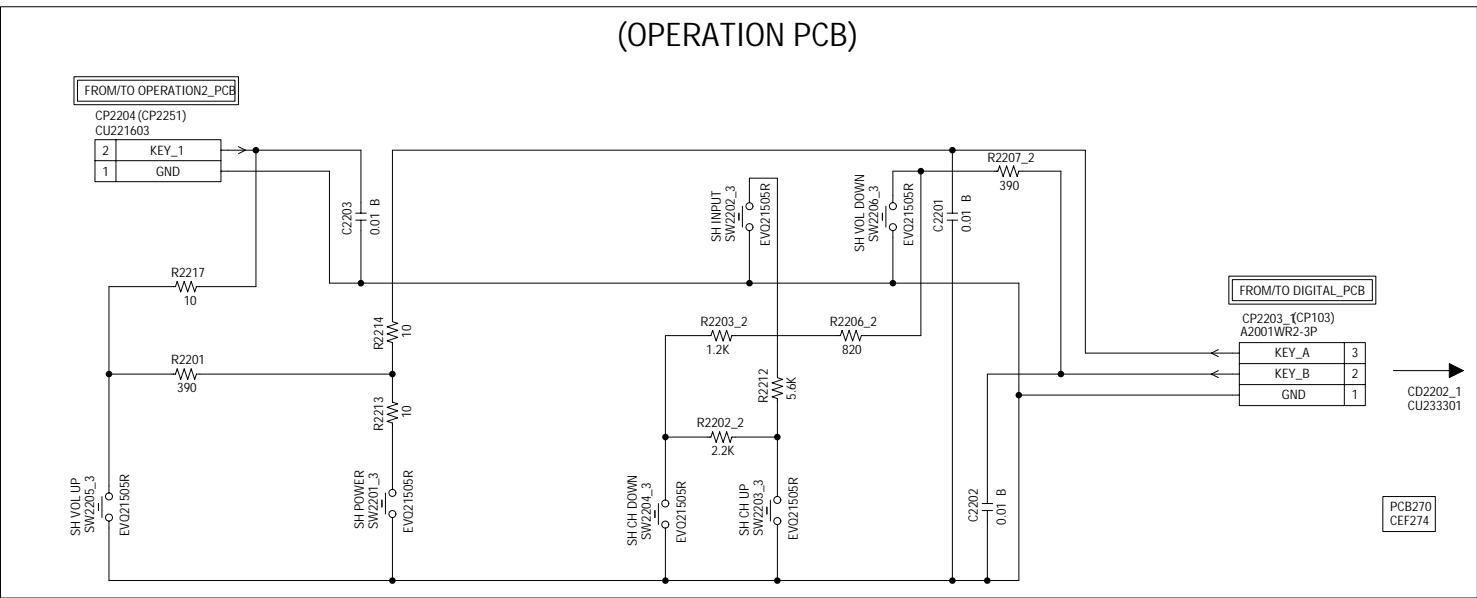 (OPERATION PCB)
FROM/TO OPERATION2_PCB
CP2204 (CP2251)
CU221603
2 KEY_1
1 GND
C2203
0.01 B
R2217
10
R2201
390
R2214
10
R2213
10
SH VOL UP
SW2205_3
EVQ21505R
SH POWER
SW2201_3
EVQ21505R
SH INPUT
SW2202_3
EVQ21505R
SH VOL DOWN
SW2206_3
EVQ21505R
C2201
0.01 B
R2207_2
390
R2203_2
1.2K
R2206_2
820
R2212
5.6K
R2202_2
2.2K
SH CH DOWN
SW2204_3
EVQ21505R
SH CH UP
SW2203_3
EVQ21505R
C2202
0.01 B
FROM/TO DIGITAL_PCB
CP2203_1(CP103)
A2001WR2-3P
KEY_A 3
KEY_B 2
GND 1
CD2202_1
CU233301
PCB270
CEF274